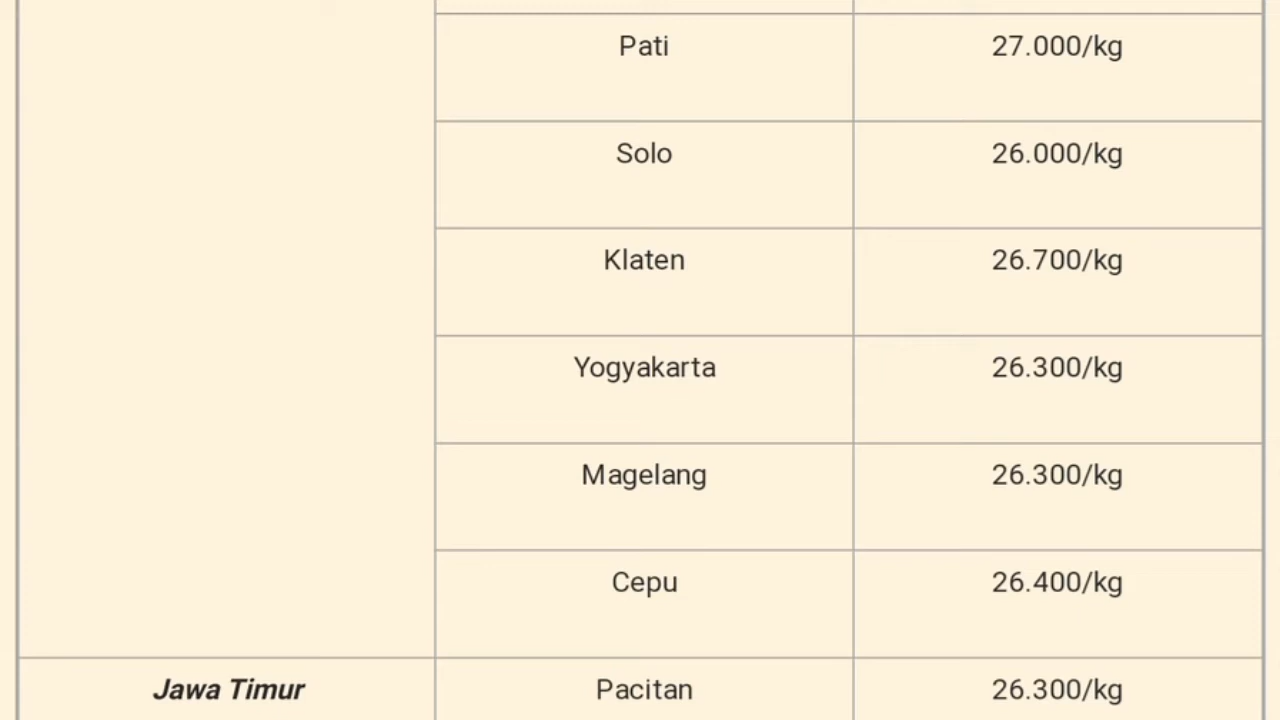 Pati 27.000/kg
Solo 26.000/kg
Klaten 26.700/kg
Yogyakarta 26.300/kg
Magelang 26.300/kg
Cepu 26.400/kg
Jawa Timur Pacitan 26.300/kg